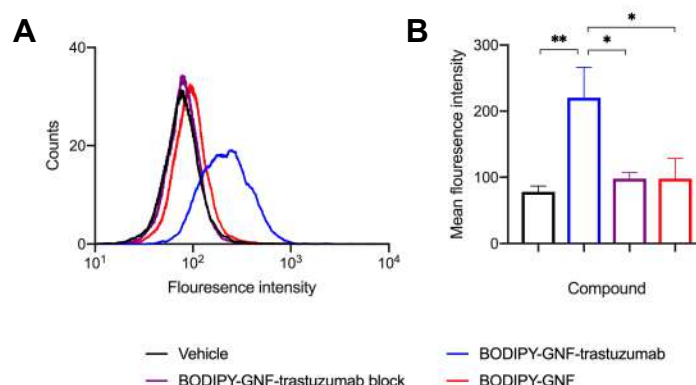 A
B
40
20
0
Counts
10¹
10²
10³
10⁴
Flouresence intensity
**
*
*
300
200
100
0
Mean flouresence intensity
Compound
Vehicle
BODIPY-GNF-trastuzumab
BODIPY-GNF-trastuzumab block
BODIPY-GNF